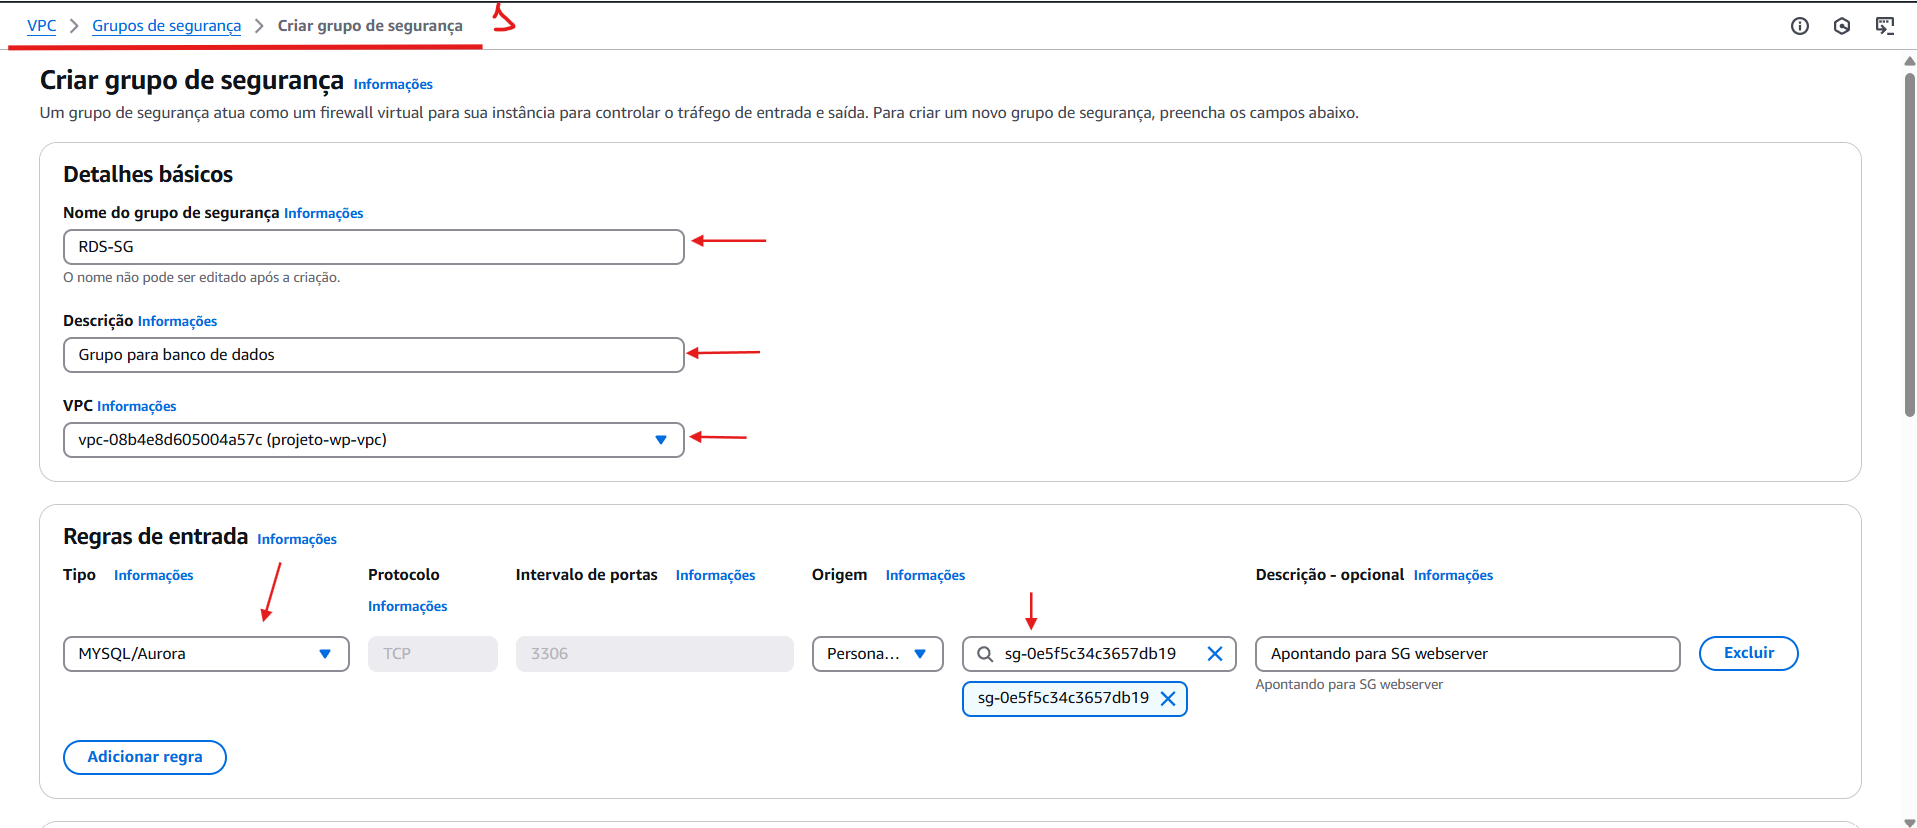 VPC > Grupos de segurança > Criar grupo de segurança
Criar grupo de segurança Informações
Um grupo de segurança atua como um firewall virtual para sua instância para controlar o tráfego de entrada e saída. Para criar um novo grupo de segurança, preencha os campos abaixo.
Detalhes básicos
Nome do grupo de segurança Informações
RDS-SG
O nome não pode ser editado após a criação.
Descrição Informações
Grupo para banco de dados
VPC Informações
vpc-08b4e8d605004a57c (projeto-wp-vpc)
Regras de entrada Informações
Tipo Informações Protocolo Intervalo de portas Informações Origem Informações Descrição - opcional Informações
Informações
MYSQL/Aurora TCP 3306 Persona... sg-0e5f5c34c3657db19 Apontando para SG webserver Excluir
Apontando para SG webserver
sg-0e5f5c34c3657db19
Adicionar regra